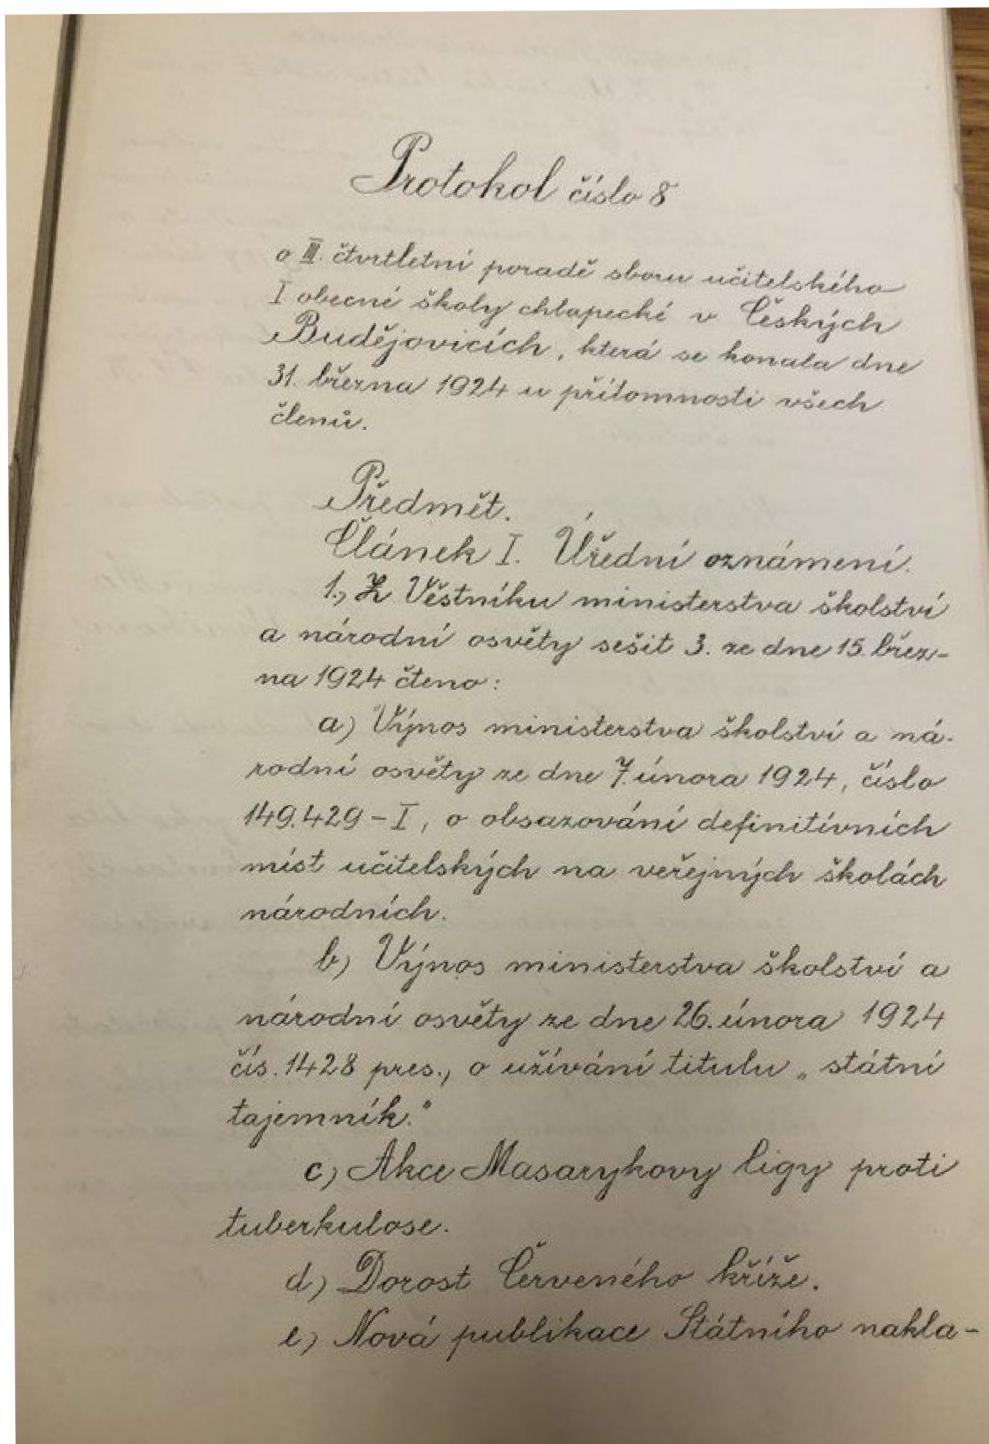 Protokol číslo 8
o III. čtvrtletní poradě sboru učitelského
I obecné školy chlapecké v Českých
Budějovicích, která se konala dne
31. března 1924 u přítomnosti všech
členů.
Předmět.
Článek I. Úřední oznámení.
1., Z Věstníku ministerstva školství
a národní osvěty sešit 3. ze dne 15. břez-
na 1924 čteno:
a) Výnos ministerstva školství a ná-
rodní osvěty ze dne 7. února 1924, číslo
149.429 – I, o obsazování definitívních
míst učitelských na veřejných školách
národních.
b) Výnos ministerstva školství a
národní osvěty ze dne 26. února 1924
čís. 1428 pres., o užívání titulu „státní
tajemník."
c) Akce Masarykovy ligy proti
tuberkulose.
d) Dorost Červeného kříže.
e) Nová publikace Státního nakla-